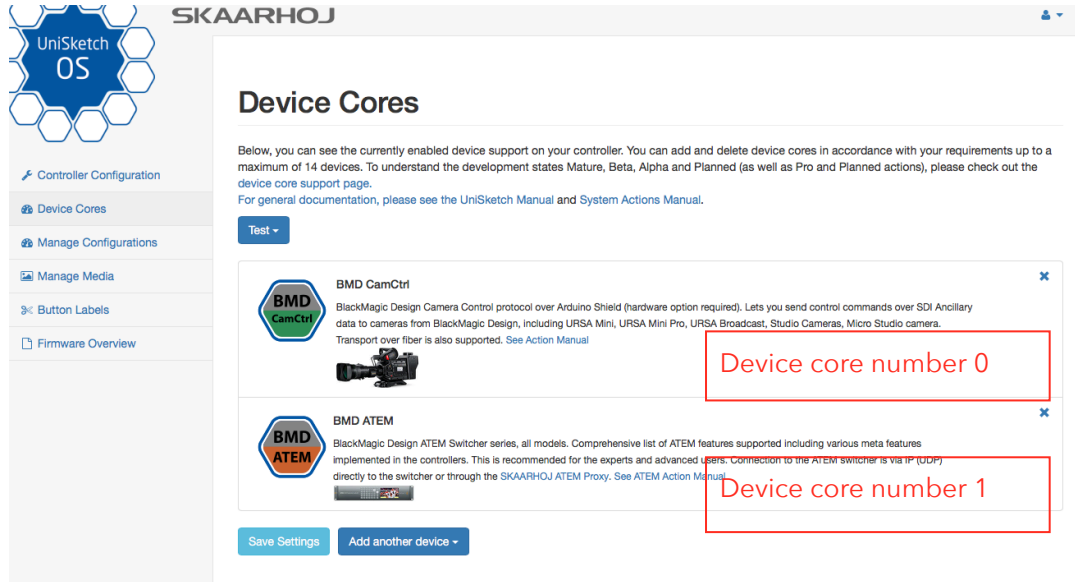 SKAARHOJ
UniSketch
OS
Controller Configuration
Device Cores
Manage Configurations
Manage Media
Button Labels
Firmware Overview
Device Cores
Below, you can see the currently enabled device support on your controller. You can add and delete device cores in accordance with your requirements up to a
maximum of 14 devices. To understand the development states Mature, Beta, Alpha and Planned (as well as Pro and Planned actions), please check out the
device core support page.
For general documentation, please see the UniSketch Manual and System Actions Manual.
Test
BMD
CamCtrl
BMD CamCtrl
BlackMagic Design Camera Control protocol over Arduino Shield (hardware option required). Lets you send control commands over SDI Ancillary
data to cameras from BlackMagic Design, including URSA Mini, URSA Mini Pro, URSA Broadcast, Studio Cameras, Micro Studio camera.
Transport over fiber is also supported. See Action Manual
Device core number 0
BMD
ATEM
BMD ATEM
BlackMagic Design ATEM Switcher series, all models. Comprehensive list of ATEM features supported including various meta features
implemented in the controllers. This is recommended for the experts and advanced users. Connection to the ATEM switcher is via IP (UDP)
directly to the switcher or through the SKAARHOJ ATEM Proxy. See ATEM Action Manual
Device core number 1
Save Settings
Add another device